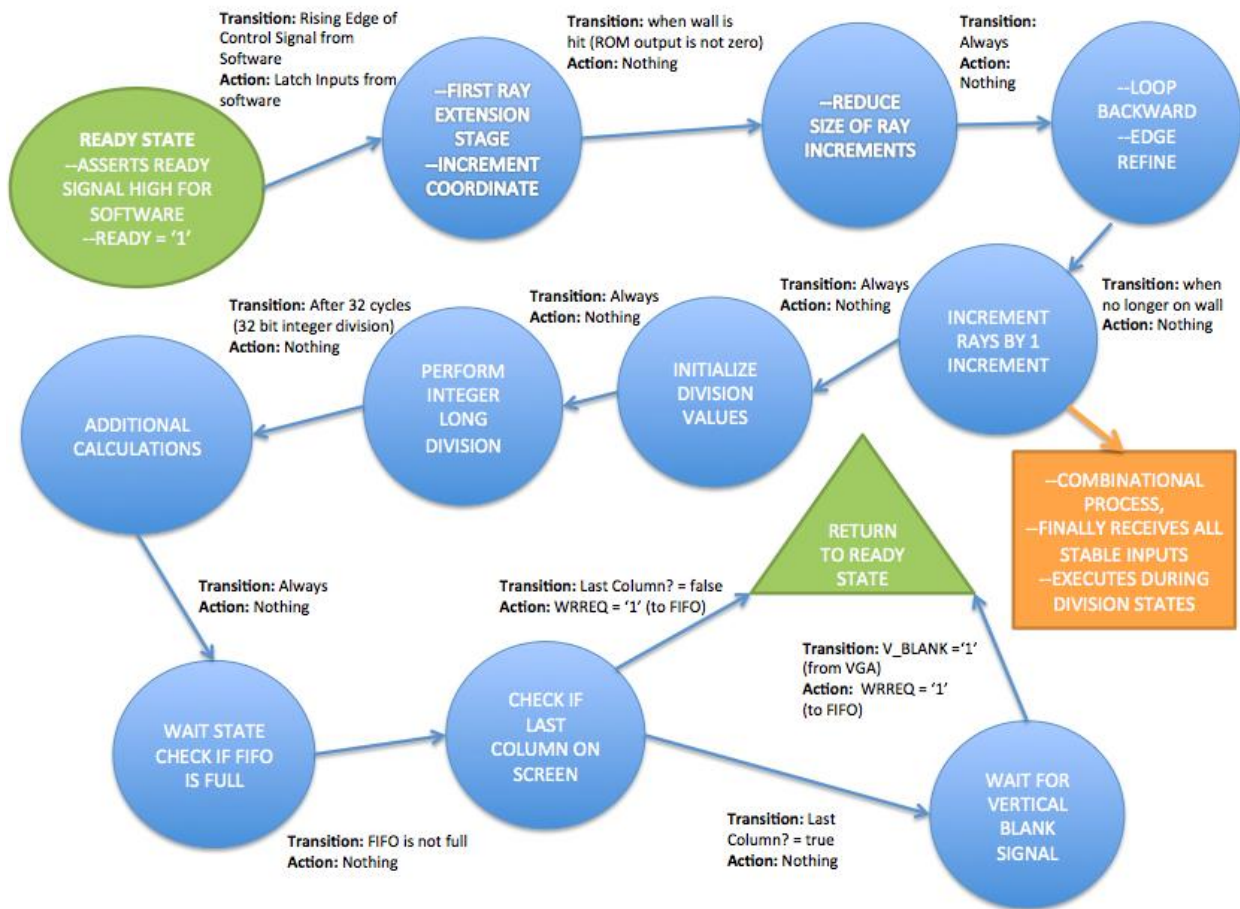 Transition: Rising Edge of
Control Signal from
Software
Action: Latch Inputs from
software
Transition: when wall is
hit (ROM output is not zero)
Action: Nothing
Transition:
Always
Action:
Nothing
READY STATE
--ASSERTS READY
SIGNAL HIGH FOR
SOFTWARE
--READY = ‘1’
--FIRST RAY
EXTENSION
STAGE
--INCREMENT
COORDINATE
--REDUCE
SIZE OF RAY
INCREMENTS
--LOOP
BACKWARD
--EDGE
REFINE
Transition: when
no longer on wall
Action: Nothing
INCREMENT
RAYS BY 1
INCREMENT
Transition: Always
Action: Nothing
INITIALIZE
DIVISION
VALUES
Transition: Always
Action: Nothing
PERFORM
INTEGER
LONG
DIVISION
Transition: After 32 cycles
(32 bit integer division)
Action: Nothing
ADDITIONAL
CALCULATIONS
--COMBINATIONAL
PROCESS,
--FINALLY RECEIVES ALL
STABLE INPUTS
--EXECUTES DURING
DIVISION STATES
Transition: Always
Action: Nothing
WAIT STATE
CHECK IF FIFO
IS FULL
Transition: FIFO is not full
Action: Nothing
CHECK IF
LAST
COLUMN ON
SCREEN
Transition: Last Column? = false
Action: WRREQ = ‘1’ (to FIFO)
RETURN
TO READY
STATE
Transition: Last
Column? = true
Action: Nothing
WAIT FOR
VERTICAL
BLANK
SIGNAL
Transition: V_BLANK =‘1’
(from VGA)
Action: WRREQ = ‘1’
(to FIFO)